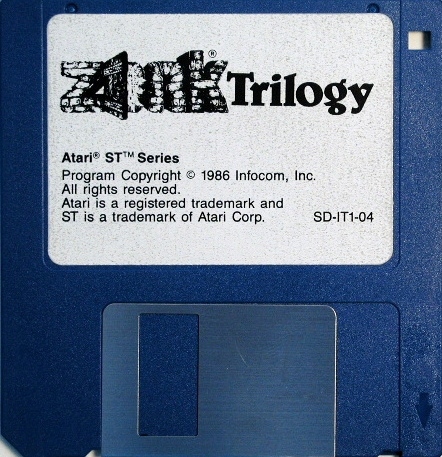 Zork® Trilogy
Atari® ST™ Series
Program Copyright © 1986 Infocom, Inc.
All rights reserved.
Atari is a registered trademark and
ST is a trademark of Atari Corp. SD-IT1-04